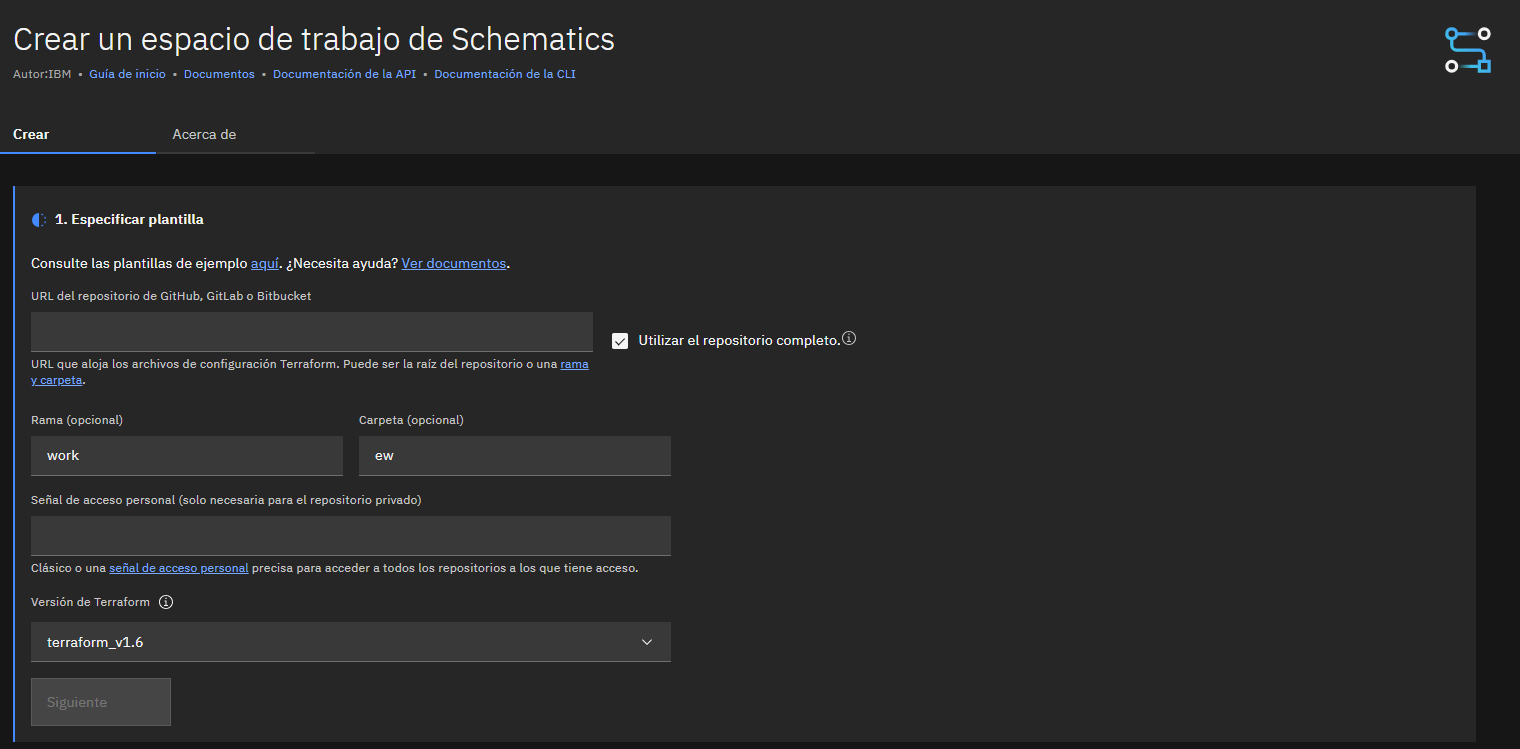 Crear un espacio de trabajo de Schematics
Autor:IBM • Guía de inicio • Documentos • Documentación de la API • Documentación de la CLI
Crear Acerca de
1. Especificar plantilla
Consulte las plantillas de ejemplo aquí. ¿Necesita ayuda? Ver documentos.
URL del repositorio de GitHub, GitLab o Bitbucket
Utilizar el repositorio completo.
URL que aloja los archivos de configuración Terraform. Puede ser la raíz del repositorio o una rama
y carpeta.
Rama (opcional) Carpeta (opcional)
work ew
Señal de acceso personal (solo necesaria para el repositorio privado)
Clásico o una señal de acceso personal precisa para acceder a todos los repositorios a los que tiene acceso.
Versión de Terraform
terraform_v1.6
Siguiente